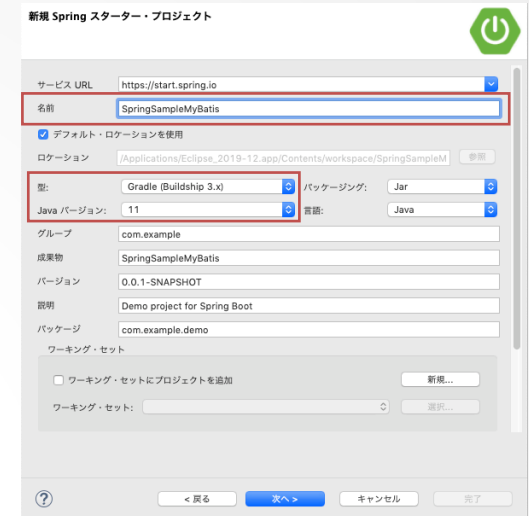 新規 Spring スターター・プロジェクト
サービス URL https://start.spring.io
名前 SpringSampleMyBatis
デフォルト・ロケーションを使用
ロケーション /Applications/Eclipse_2019-12.app/Contents/workspace/SpringSampleM 参照
型: Gradle (Buildship 3.x) パッケージング: Jar
Java バージョン: 11 言語: Java
グループ com.example
成果物 SpringSampleMyBatis
バージョン 0.0.1-SNAPSHOT
説明 Demo project for Spring Boot
パッケージ com.example.demo
ワーキング・セット
ワーキング・セットにプロジェクトを追加 新規...
ワーキング・セット: 選択...
? < 戻る 次へ > キャンセル 完了